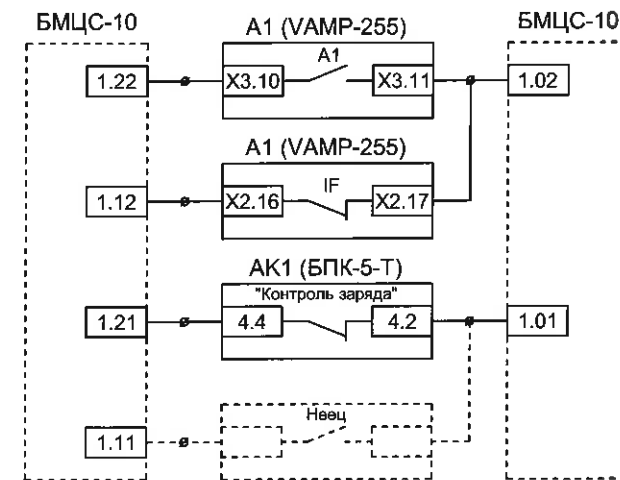 БМЦС-10
A1 (VAMP-255)
БМЦС-10
A1
1.22
X3.10
X3.11
1.02
A1 (VAMP-255)
IF
1.12
X2.16
X2.17
АК1 (БПК-5-Т)
"Контроль заряда"
1.21
4.4
4.2
1.01
1.11